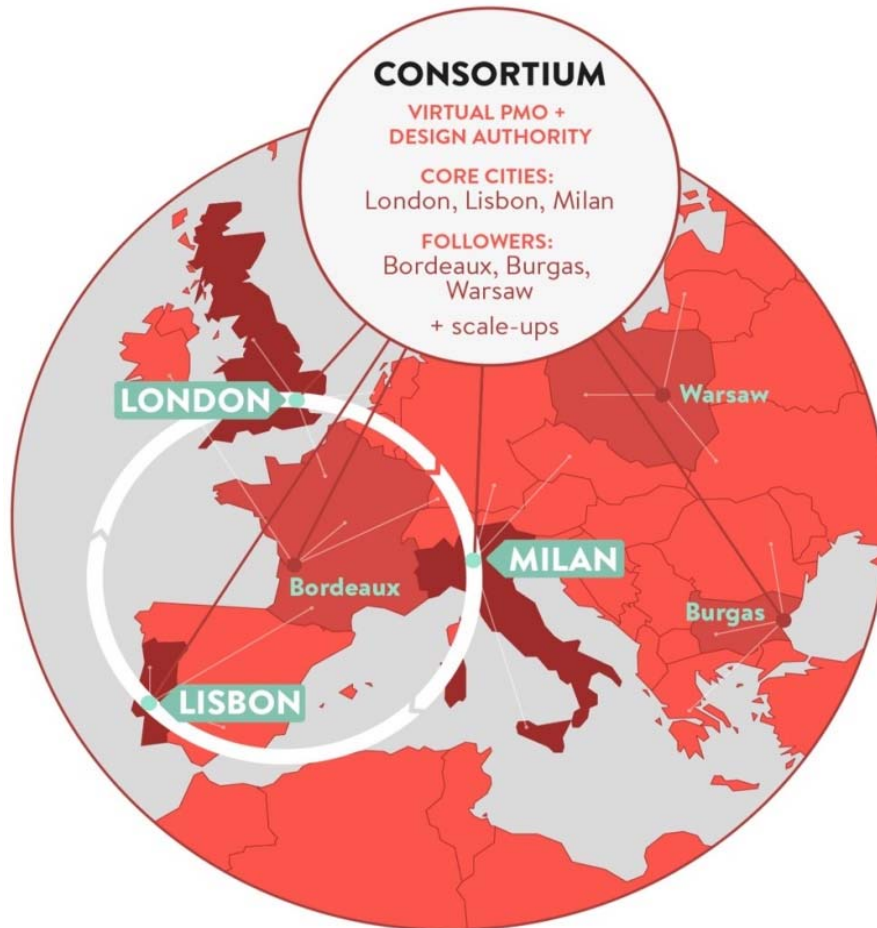 CONSORTIUM
VIRTUAL PMO +
DESIGN AUTHORITY
CORE CITIES:
London, Lisbon, Milan
FOLLOWERS:
Bordeaux, Burgas,
Warsaw
+ scale-ups
LONDON
Warsaw
MILAN
Bordeaux
Burgas
LISBON